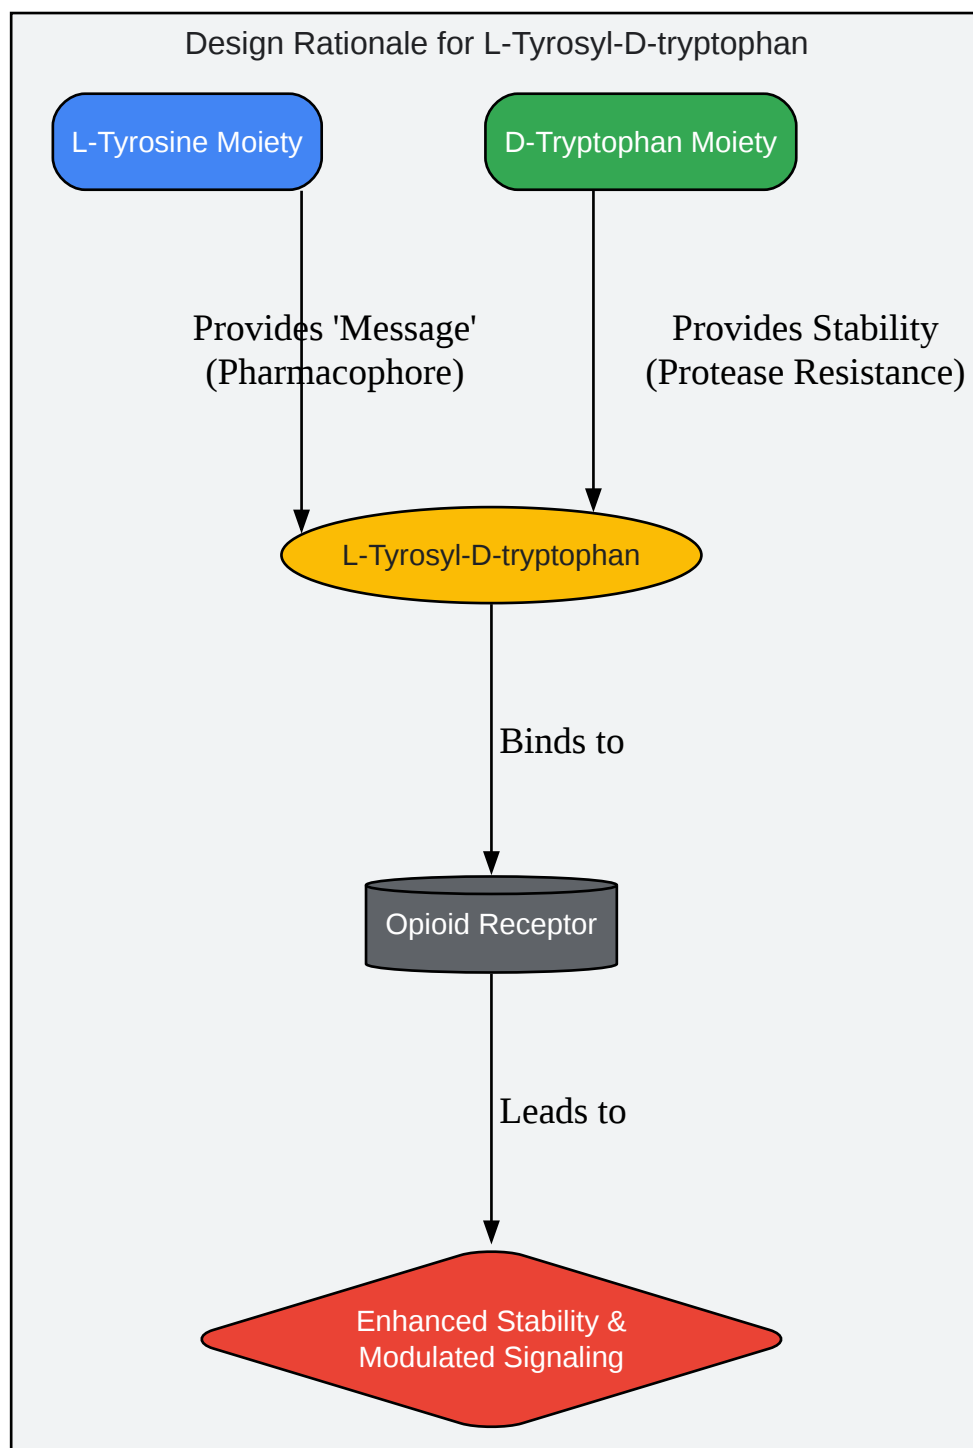 Design Rationale for L-Tyrosyl-D-tryptophan
L-Tyrosine Moiety
D-Tryptophan Moiety
Provides 'Message'
(Pharmacophore)
Provides Stability
(Protease Resistance)
L-Tyrosyl-D-tryptophan
Binds to
Opioid Receptor
Leads to
Enhanced Stability &
Modulated Signaling